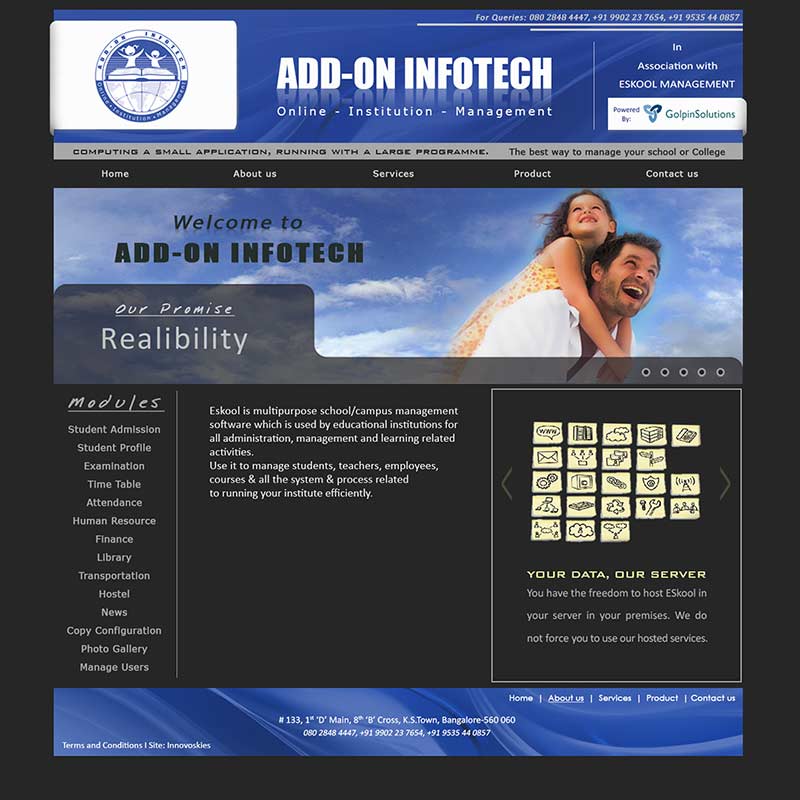 For Queries: 080 2848 4447, +91 9902 23 7654, +91 9535 44 0857
ADD-ON INFOTECH
Online-Institution-Management
ADD-ON INFOTECH
Online - Institution - Management
In
Association with
ESKOOL MANAGEMENT
Powered
By:
GolpinSolutions
COMPUTING A SMALL APPLICATION, RUNNING WITH A LARGE PROGRAMME.
The best way to manage your school or College
Home About us Services Product Contact us
Welcome to
ADD-ON INFOTECH
Our Promise
Realibility
Modules
Student Admission
Student Profile
Examination
Time Table
Attendance
Human Resource
Finance
Library
Transportation
Hostel
News
Copy Configuration
Photo Gallery
Manage Users
Eskool is multipurpose school/campus management
software which is used by educational institutions for
all administration, management and learning related
activities.
Use it to manage students, teachers, employees,
courses & all the system & process related
to running your institute efficiently.
WWW
YOUR DATA, OUR SERVER
You have the freedom to host ESkool in
your server in your premises. We do
not force you to use our hosted services.
Home | About us | Services | Product | Contact us
# 133, 1st 'D' Main, 8th 'B' Cross, K.S.Town, Bangalore-560 060
080 2848 4447, +91 9902 23 7654, +91 9535 44 0857
Terms and Conditions I Site: Innovoskies